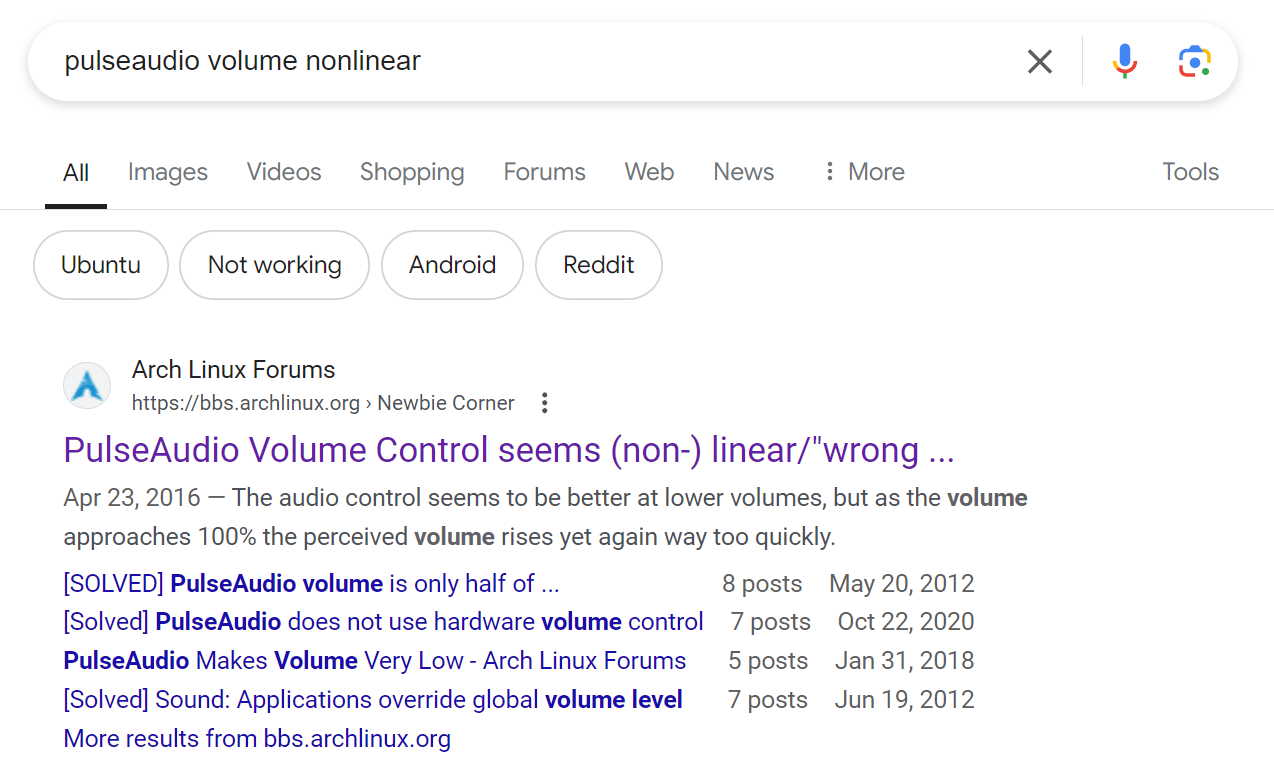 pulseaudio volume nonlinear
All Images Videos Shopping Forums Web News More Tools
Ubuntu Not working Android Reddit
Arch Linux Forums
https://bbs.archlinux.org › Newbie Corner
PulseAudio Volume Control seems (non-) linear/"wrong ...
Apr 23, 2016 — The audio control seems to be better at lower volumes, but as the volume
approaches 100% the perceived volume rises yet again way too quickly.
[SOLVED] PulseAudio volume is only half of ... 8 posts May 20, 2012
[Solved] PulseAudio does not use hardware volume control 7 posts Oct 22, 2020
PulseAudio Makes Volume Very Low - Arch Linux Forums 5 posts Jan 31, 2018
[Solved] Sound: Applications override global volume level 7 posts Jun 19, 2012
More results from bbs.archlinux.org